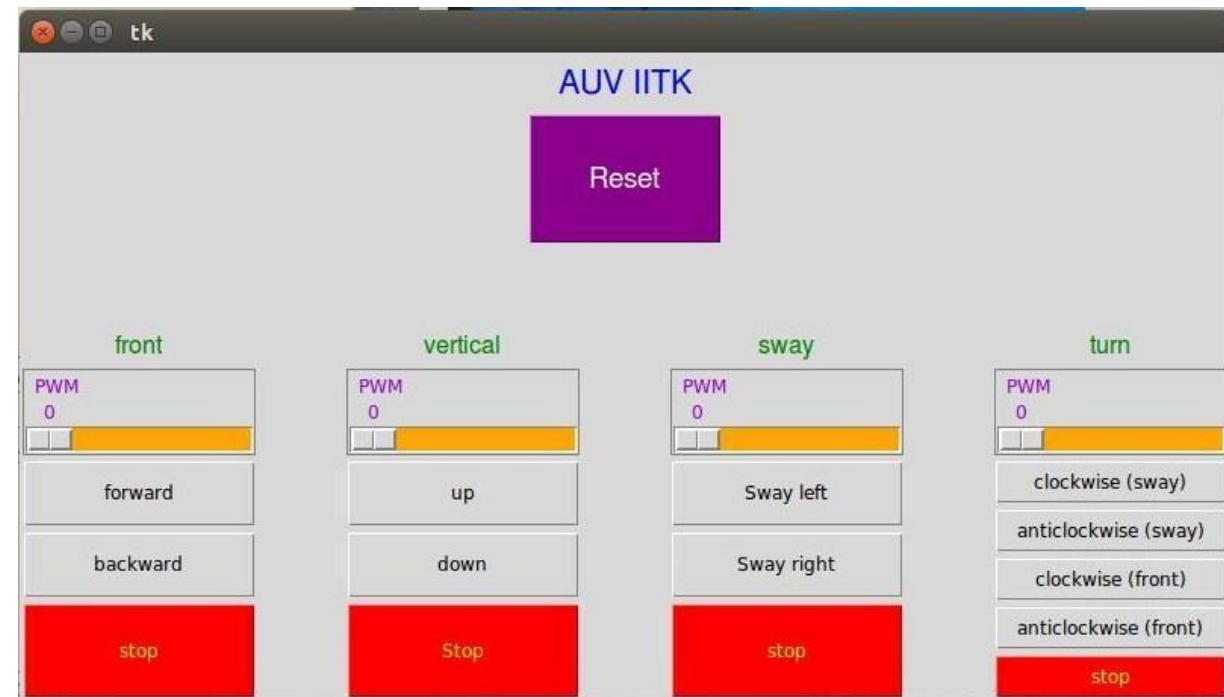 tk
AUV IITK
Reset
front
PWM
0
forward
backward
stop
vertical
PWM
0
up
down
Stop
sway
PWM
0
Sway left
Sway right
stop
turn
PWM
0
clockwise (sway)
anticlockwise (sway)
clockwise (front)
anticlockwise (front)
stop